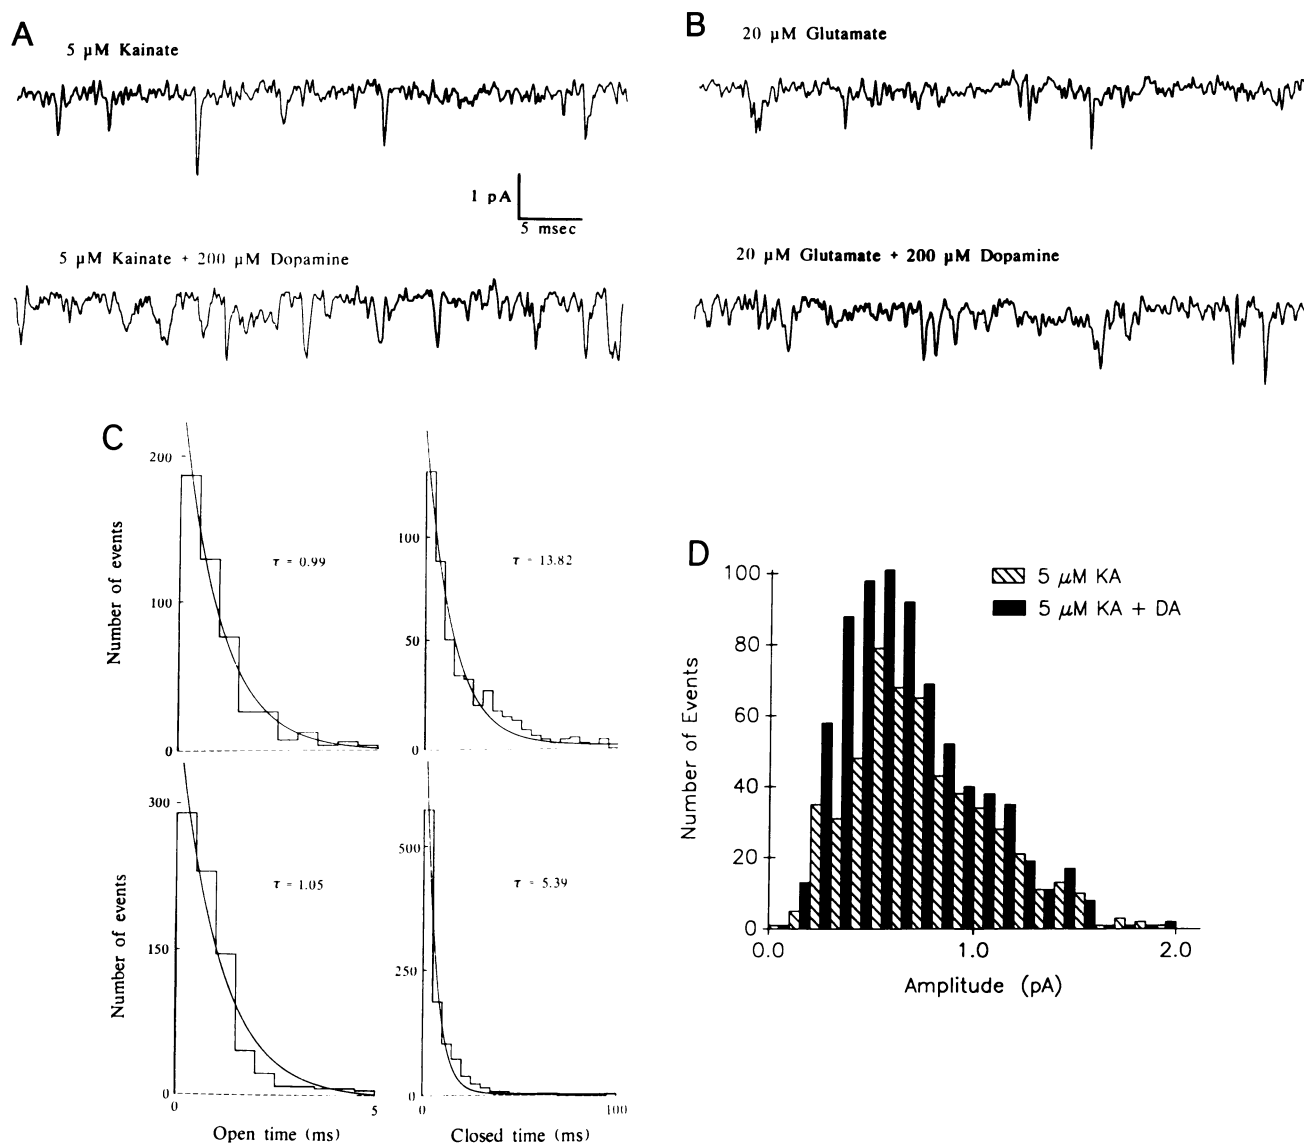 A
5 μM Kainate
B
20 μM Glutamate
1 pA
5 msec
5 μM Kainate + 200 μM Dopamine
20 μM Glutamate + 200 μM Dopamine
C
200
100
0
Number of events
τ = 0.99
100
50
0
τ = 13.82
300
150
0
Number of events
τ = 1.05
0
5
Open time (ms)
500
250
0
τ = 5.39
0
100
Closed time (ms)
D
100
80
60
40
20
0
Number of Events
5 μM KA
5 μM KA + DA
0.0
1.0
2.0
Amplitude (pA)